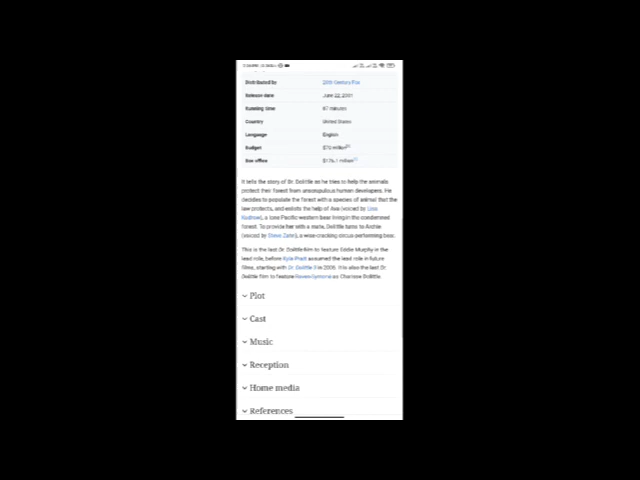 Distributed by 20th Century Fox
Release date June 22, 2001
Running time 87 minutes
Country United States
Language English
Budget $70 million
Box office $176.1 million
It tells the story of Dr. Dolittle as he tries to help the animals
protect their forest from unscrupulous human developers. He
decides to populate the forest with a species of animal that the
law protects, and enlists the help of Ava (voiced by Lisa
Kudrow), a lone Pacific western bear living in the condemned
forest. To provide her with a mate, Dolittle turns to Archie
(voiced by Steve Zahn), a wise-cracking circus-performing bear.
This is the last Dr. Dolittle film to feature Eddie Murphy in the
lead role, before Kyla Pratt assumed the lead role in future
films, starting with Dr. Dolittle 3 in 2006. It is also the last Dr.
Dolittle film to feature Raven-Symoné as Charisse Dolittle.
Plot
Cast
Music
Reception
Home media
References